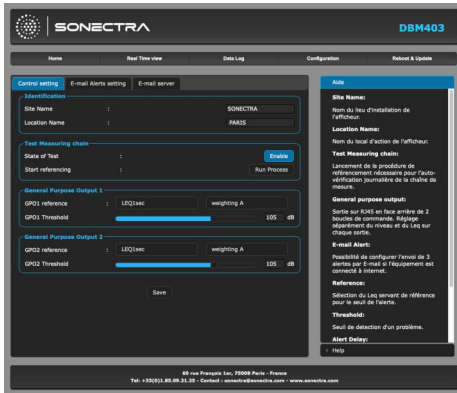 SONECTRA
DBM403
Home
Real Time view
Data Log
Configuration
Reboot & Update
Control setting
E-mail Alerts setting
E-mail server
Identification
Site Name : SONECTRA
Location Name : PARIS
Test Measuring chain
State of Test : Enable
Start referencing : Run Process
General Purpose Output 1
GPO1 reference : LEQ1sec weighting A
GPO1 Threshold 105 dB
General Purpose Output 2
GPO2 reference : LEQ1sec weighting A
GPO2 Threshold 105 dB
Save
Aide
Site Name:
Nom du lieu d'installation de
l'afficheur.
Location Name:
Nom du local d'action de l'afficheur.
Test Measuring chain:
Lancement de la procédure de
référencement nécessaire pour l'auto-
vérification journalière de la chaîne de
mesure.
General purpose output:
Sortie sur RJ45 en face arrière de 2
boucles de commande. Réglage
séparément du niveau et du Leq sur
chaque sortie.
E-mail Alert:
Possibilité de configurer l'envoi de 3
alertes par E-mail si l'équipement est
connecté à internet.
Reference:
Sélection du Leq servant de référence
pour le seuil de l'alerte.
Threshold:
Seuil de detection d'un problème.
Alert Delay:
Help
60 rue François 1er, 75008 Paris - France
Tel: +33(0)1.85.09.21.25 - Contact : sonectra@sonectra.com - www.sonectra.com